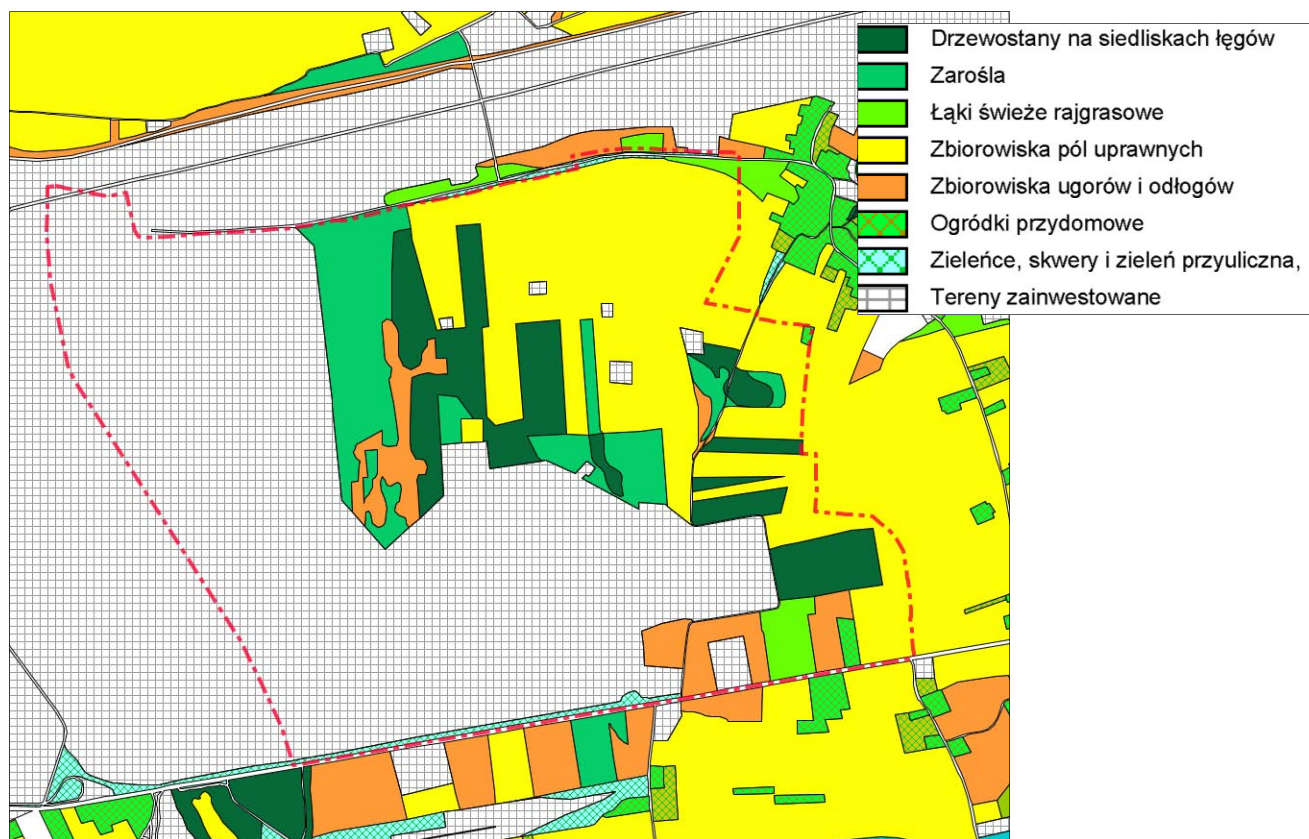 Drzewostany na siedliskach łęgów
Zarośla
Łąki świeże rajgrasowe
Zbiorowiska pól uprawnych
Zbiorowiska ugorów i odłogów
Ogródki przydomowe
Zieleńce, skwery i zieleń przyuliczna,
Tereny zainwestowane